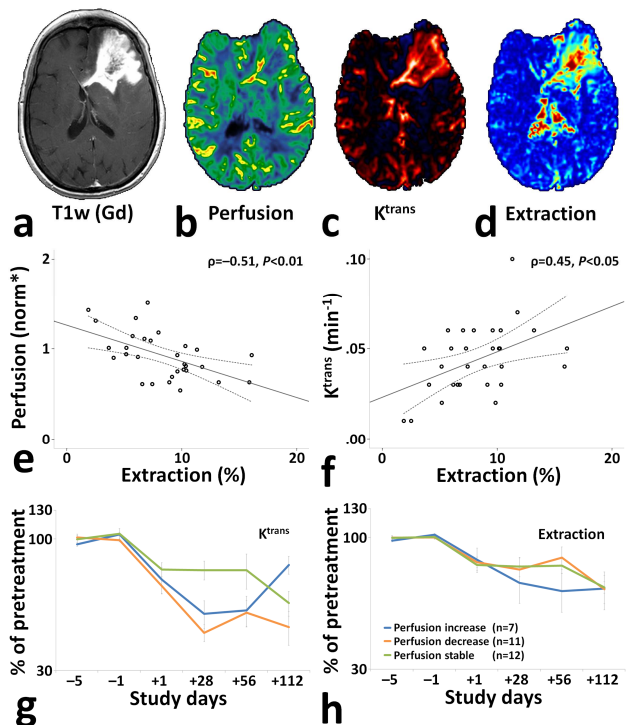 a T1w (Gd)
b Perfusion
c Ktrans
d Extraction
ρ=−0.51, P<0.01
Perfusion (norm*)
2
1
0
0 10 20
e Extraction (%)
ρ=0.45, P<0.05
Ktrans (min-1)
.10
.05
.00
0 10 20
f Extraction (%)
% of pretreatment
130
100
30
Ktrans
−5 −1 +1 +28 +56 +112
g Study days
% of pretreatment
130
100
30
Extraction
Perfusion increase (n=7)
Perfusion decrease (n=11)
Perfusion stable (n=12)
−5 −1 +1 +28 +56 +112
h Study days